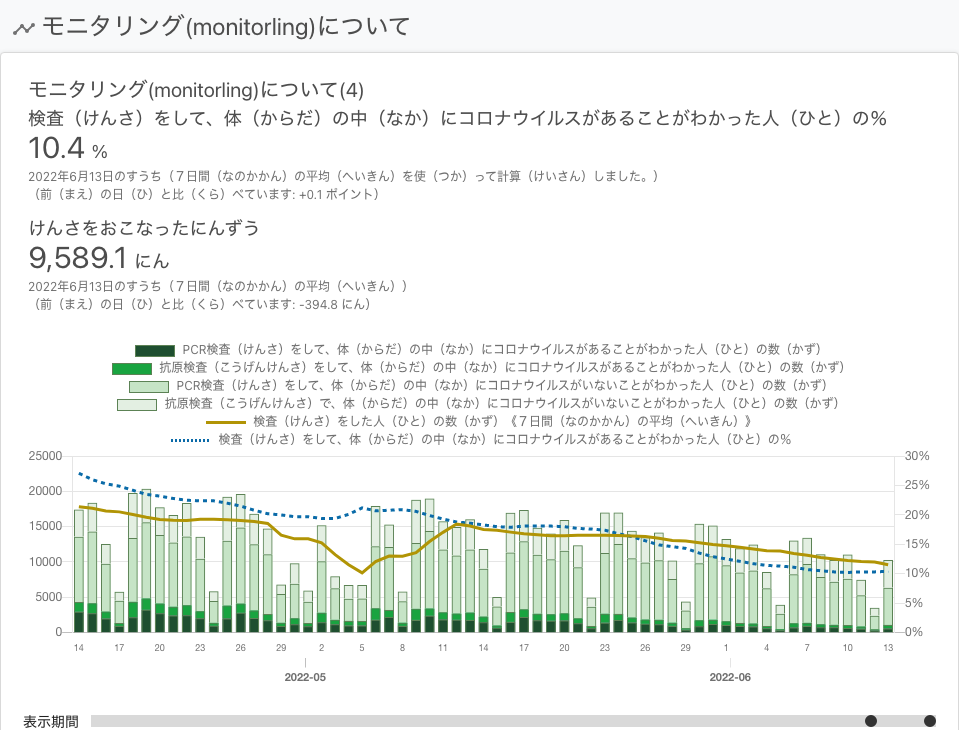 モニタリング(monitorling)について
モニタリング(monitorling)について(4)
検査（けんさ）をして、体（からだ）の中（なか）にコロナウイルスがあることがわかった人（ひと）の%
10.4 %
2022年6月13日のすうち（７日間（なのかかん）の平均（へいきん）を使（つか）って計算（けいさん）しました。）
（前（まえ）の日（ひ）と比（くら）べています: +0.1 ポイント）
けんさをおこなったにんずう
9,589.1 にん
2022年6月13日のすうち（７日間（なのかかん）の平均（へいきん））
（前（まえ）の日（ひ）と比（くら）べています: -394.8 にん）
PCR検査（けんさ）をして、体（からだ）の中（なか）にコロナウイルスがあることがわかった人（ひと）の数（かず）
抗原検査（こうげんけんさ）をして、体（からだ）の中（なか）にコロナウイルスがあることがわかった人（ひと）の数（かず）
PCR検査（けんさ）をして、体（からだ）の中（なか）にコロナウイルスがいないことがわかった人（ひと）の数（かず）
抗原検査（こうげんけんさ）で、体（からだ）の中（なか）にコロナウイルスがいないことがわかった人（ひと）の数（かず）
検査（けんさ）をした人（ひと）の数（かず）《７日間（なのかかん）の平均（へいきん）》
検査（けんさ）をして、体（からだ）の中（なか）にコロナウイルスがあることがわかった人（ひと）の%
25000 30%
20000 25%
15000 20%
10000 15%
5000 10%
0 5%
0%
14 17 20 23 26 29 2 5 8 11 14 17 20 23 26 29 1 4 7 10 13
2022-05 2022-06
表示期間